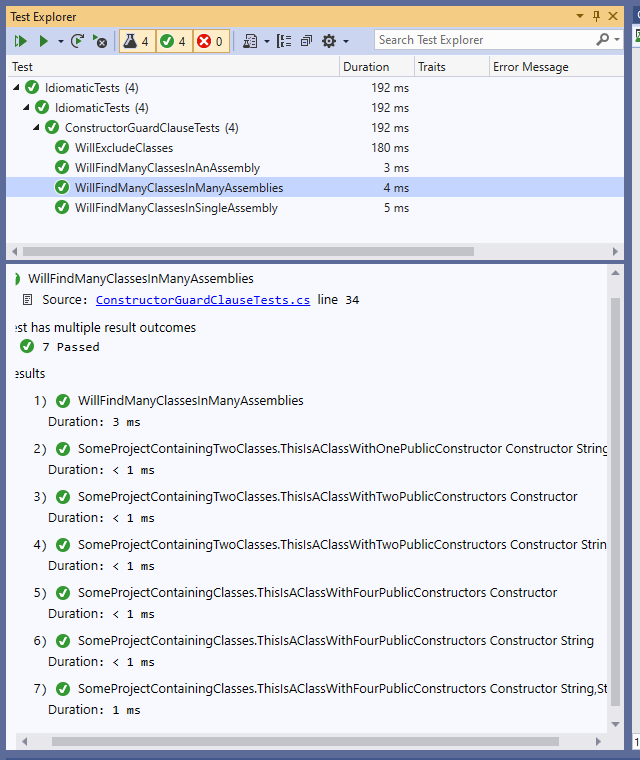 Test Explorer
4 4 0 Search Test Explorer
Test Duration Traits Error Message
IdiomaticTests (4) 192 ms
IdiomaticTests (4) 192 ms
ConstructorGuardClauseTests (4) 192 ms
WillExcludeClasses 180 ms
WillFindManyClassesInAnAssembly 3 ms
WillFindManyClassesInManyAssemblies 4 ms
WillFindManyClassesInSingleAssembly 5 ms
WillFindManyClassesInManyAssemblies
Source: ConstructorGuardClauseTests.cs line 34
est has multiple result outcomes
7 Passed
esults
1) WillFindManyClassesInManyAssemblies
Duration: 3 ms
2) SomeProjectContainingTwoClasses.ThisIsAClassWithOnePublicConstructor Constructor String
Duration: < 1 ms
3) SomeProjectContainingTwoClasses.ThisIsAClassWithTwoPublicConstructors Constructor
Duration: < 1 ms
4) SomeProjectContainingTwoClasses.ThisIsAClassWithTwoPublicConstructors Constructor Strin
Duration: < 1 ms
5) SomeProjectContainingClasses.ThisIsAClassWithFourPublicConstructors Constructor
Duration: < 1 ms
6) SomeProjectContainingClasses.ThisIsAClassWithFourPublicConstructors Constructor String
Duration: < 1 ms
7) SomeProjectContainingClasses.ThisIsAClassWithFourPublicConstructors Constructor String,St
Duration: 1 ms
1